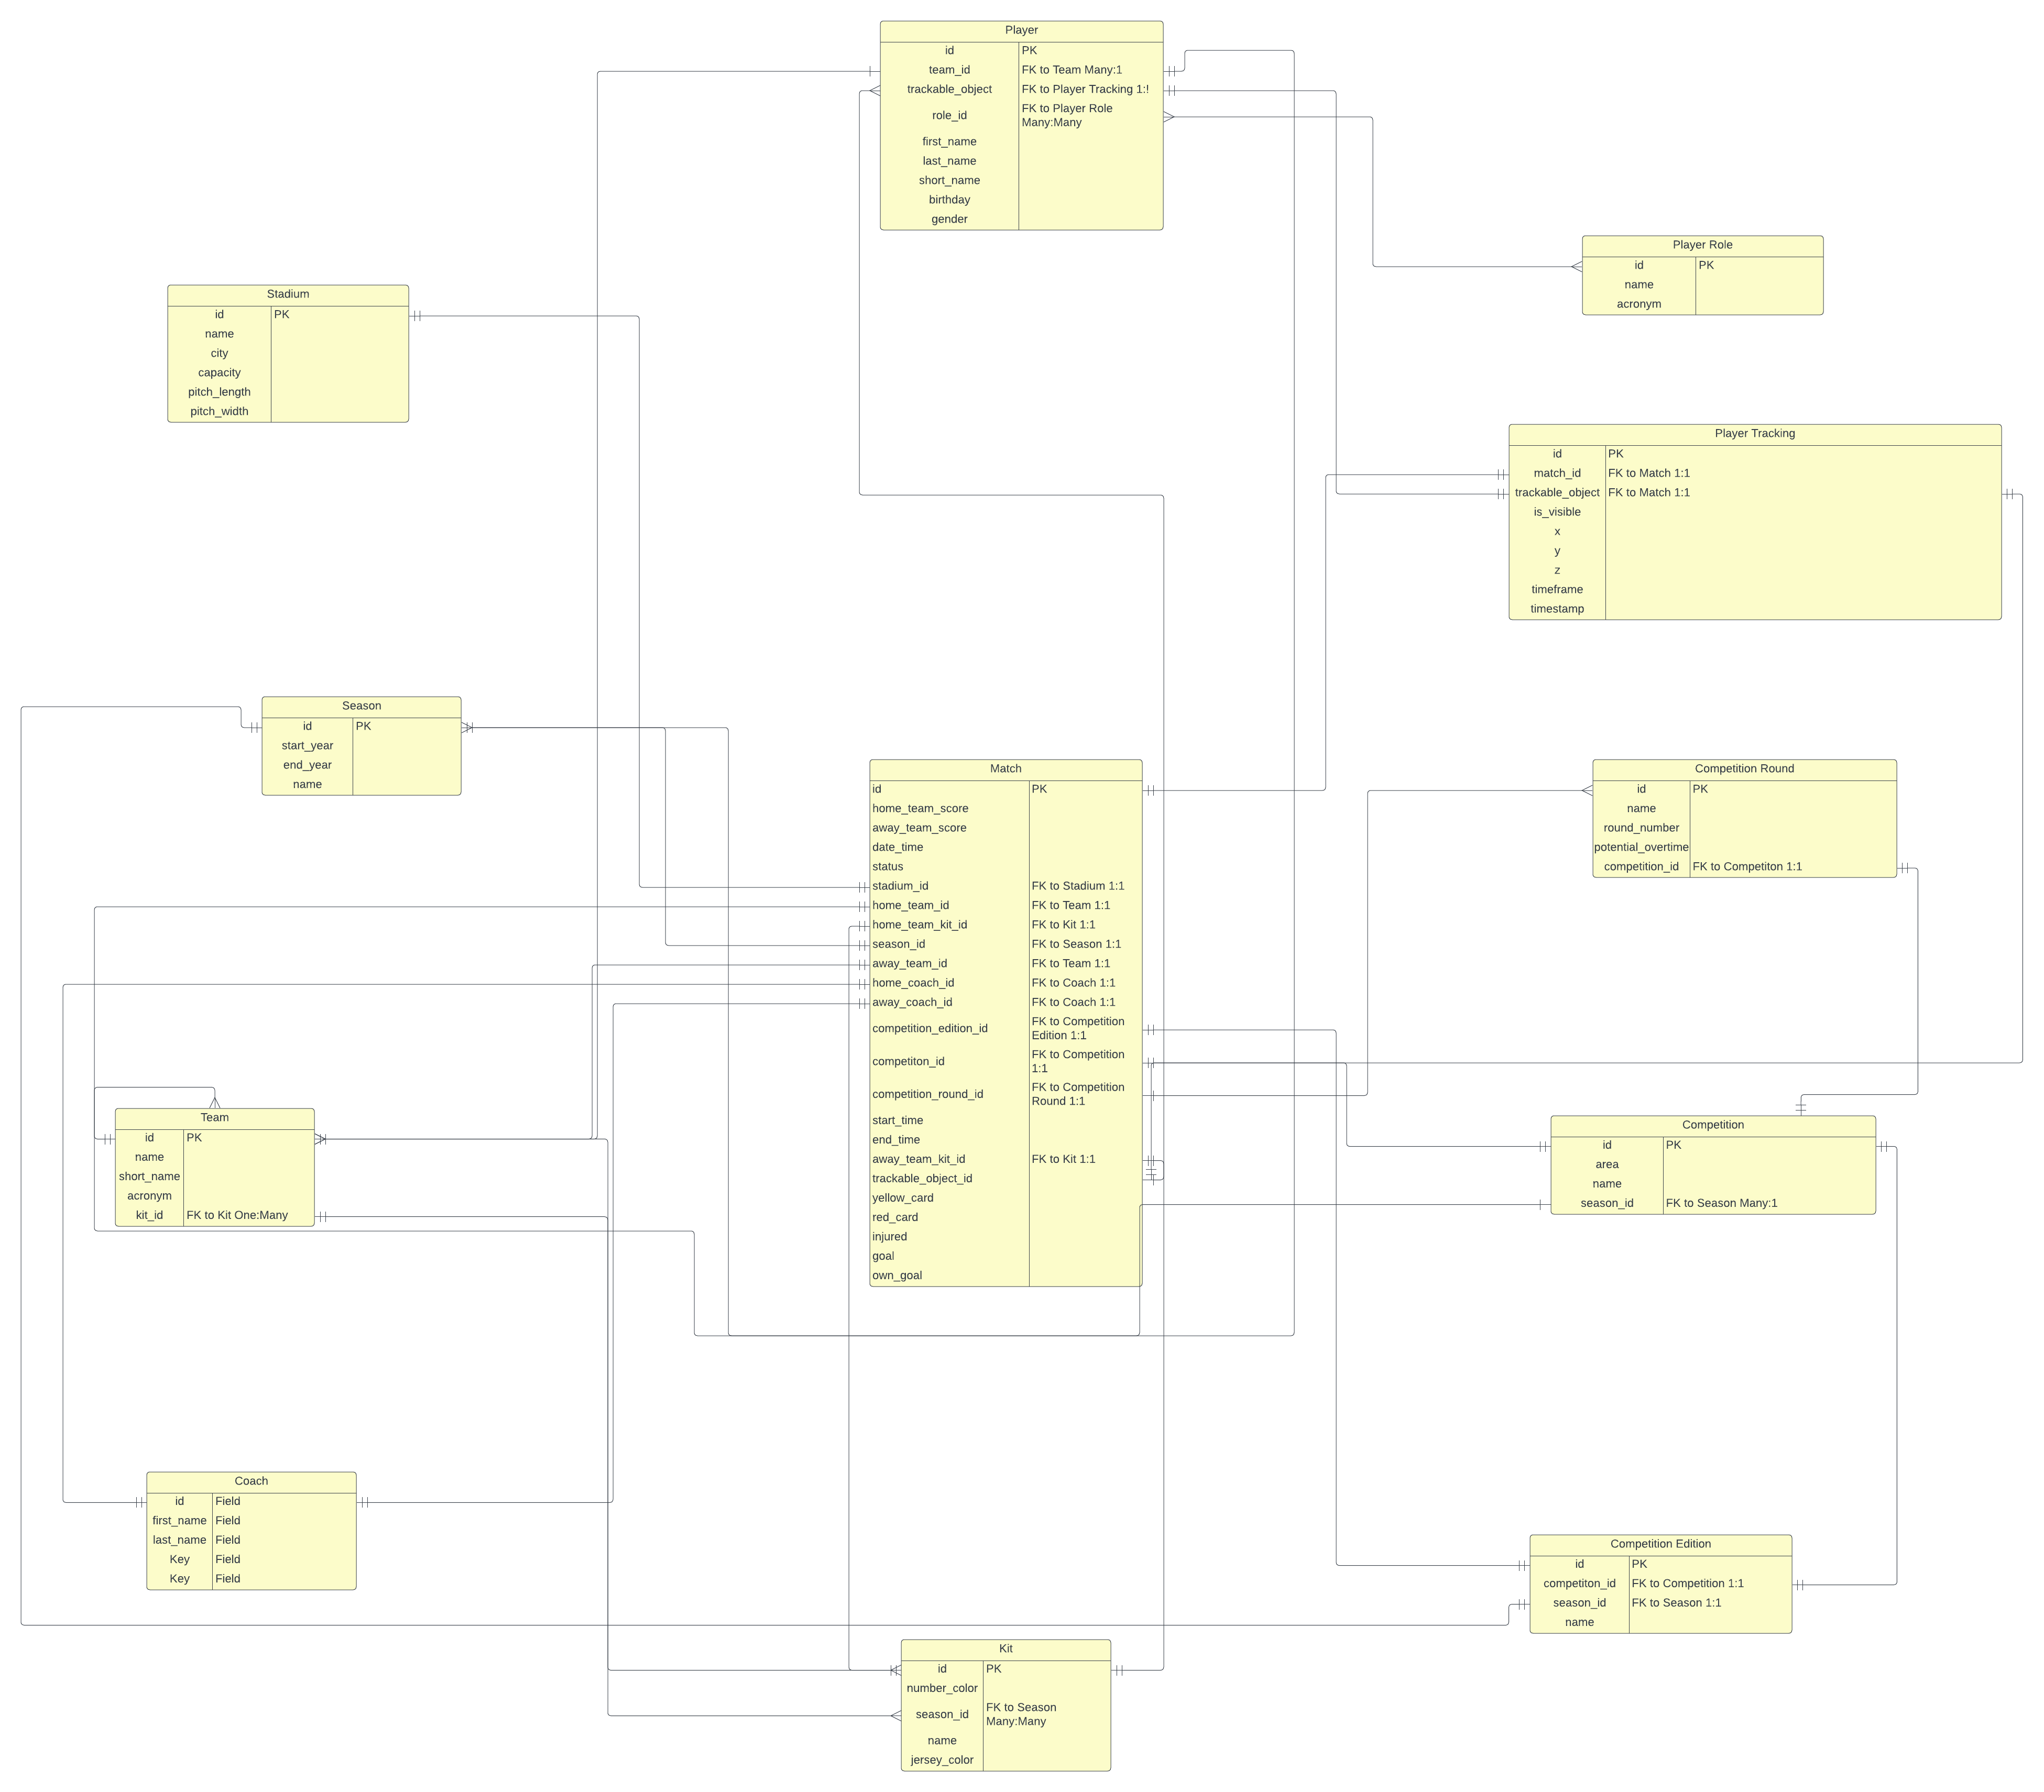 Player
id PK
team_id FK to Team Many:1
trackable_object FK to Player Tracking 1:!
role_id FK to Player Role
Many:Many
first_name
last_name
short_name
birthday
gender
Player Role
id PK
name
acronym
Stadium
id PK
name
city
capacity
pitch_length
pitch_width
Player Tracking
id PK
match_id FK to Match 1:1
trackable_object FK to Match 1:1
is_visible
x
y
z
timeframe
timestamp
Season
id PK
start_year
end_year
name
Match
id PK
home_team_score
away_team_score
date_time
status
stadium_id FK to Stadium 1:1
home_team_id FK to Team 1:1
home_team_kit_id FK to Kit 1:1
season_id FK to Season 1:1
away_team_id FK to Team 1:1
home_coach_id FK to Coach 1:1
away_coach_id FK to Coach 1:1
competition_edition_id FK to Competition
Edition 1:1
competiton_id FK to Competition
1:1
competition_round_id FK to Competition
Round 1:1
start_time
end_time
away_team_kit_id FK to Kit 1:1
trackable_object_id
yellow_card
red_card
injured
goal
own_goal
Competition Round
id PK
name
round_number
potential_overtime
competition_id FK to Competiton 1:1
Team
id PK
name
short_name
acronym
kit_id FK to Kit One:Many
Competition
id PK
area
name
season_id FK to Season Many:1
Coach
id Field
first_name Field
last_name Field
Key Field
Key Field
Competition Edition
id PK
competiton_id FK to Competition 1:1
season_id FK to Season 1:1
name
Kit
id PK
number_color
season_id FK to Season
Many:Many
name
jersey_color